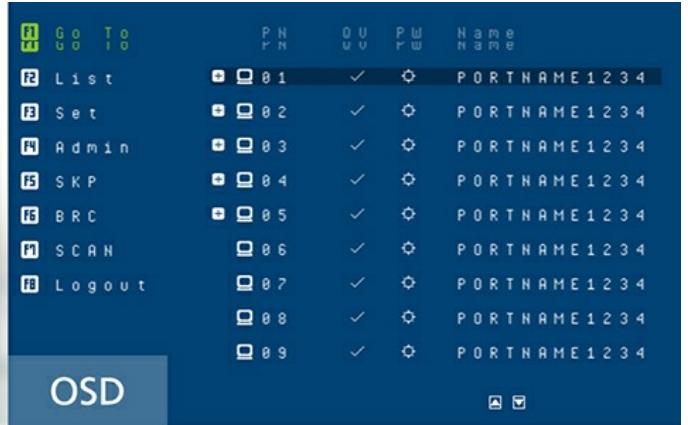 F1 Go To PN QV PW Name
F2 List 01 PORTNAME1234
F3 Set 02 PORTNAME1234
F4 Admin 03 PORTNAME1234
F5 SKP 04 PORTNAME1234
F6 BRC 05 PORTNAME1234
F7 SCAN 06 PORTNAME1234
F8 Logout 07 PORTNAME1234
08 PORTNAME1234
09 PORTNAME1234
OSD